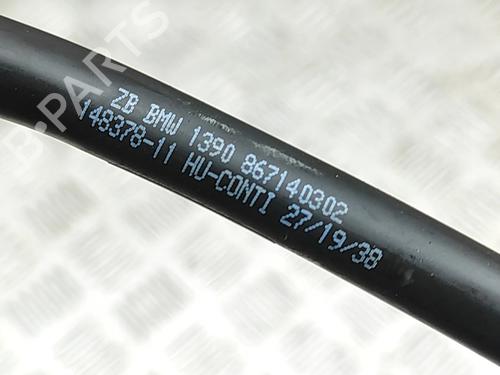 ZB BMW 1390 867140302
148378-11 HU-CONTI 27/19/38
B-PARTS